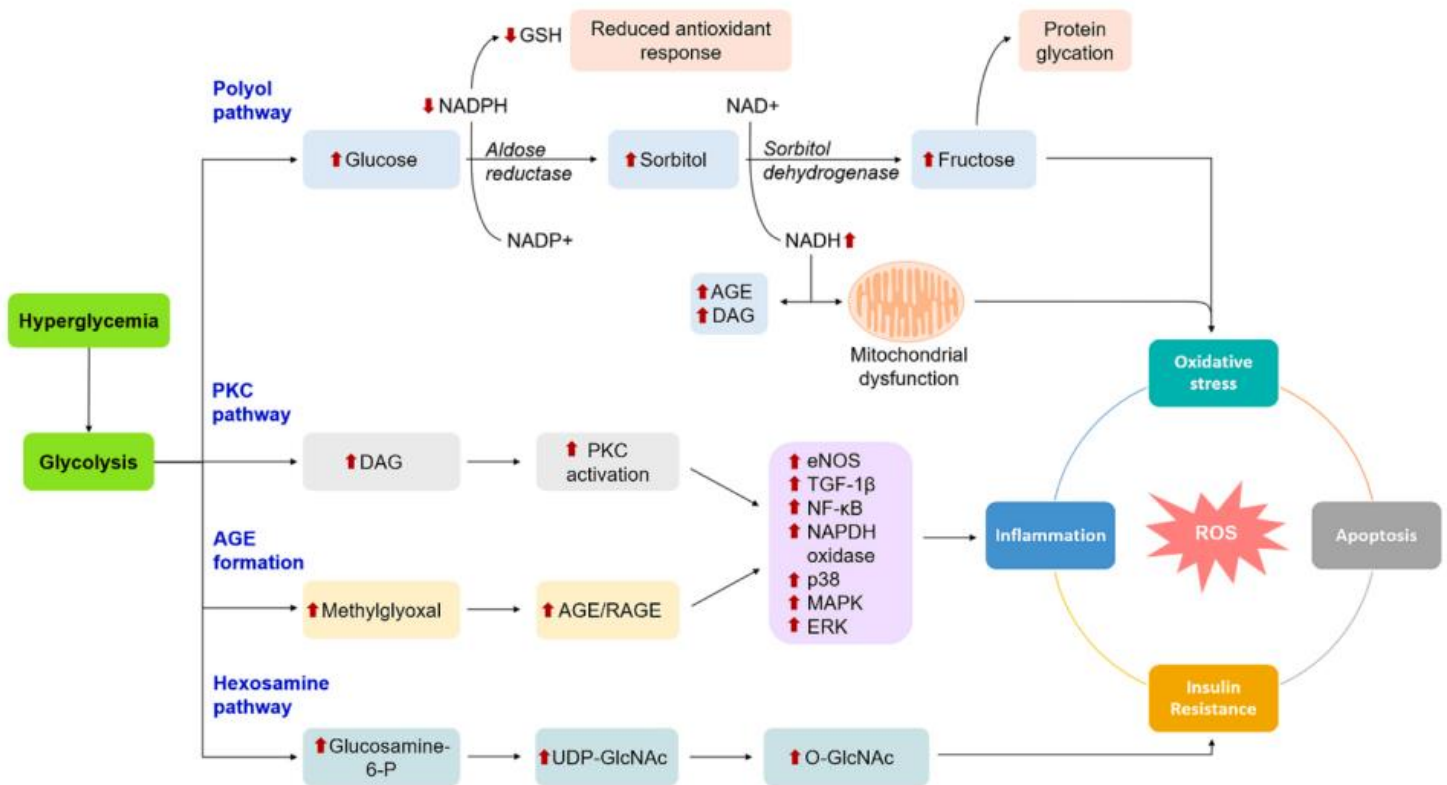 GSH
Reduced antioxidant
response
Protein
glycation
Polyol
pathway
NADPH
NAD+
Glucose
Aldose
reductase
Sorbitol
Sorbitol
dehydrogenase
Fructose
NADP+
NADH
AGE
DAG
Mitochondrial
dysfunction
Hyperglycemia
Glycolysis
PKC
pathway
DAG
PKC
activation
AGE
formation
Methylglyoxal
AGE/RAGE
eNOS
TGF-1β
NF-κB
NAPDH
oxidase
p38
MAPK
ERK
Hexosamine
pathway
Glucosamine-
6-P
UDP-GlcNAc
O-GlcNAc
Oxidative
stress
Inflammation
ROS
Apoptosis
Insulin
Resistance